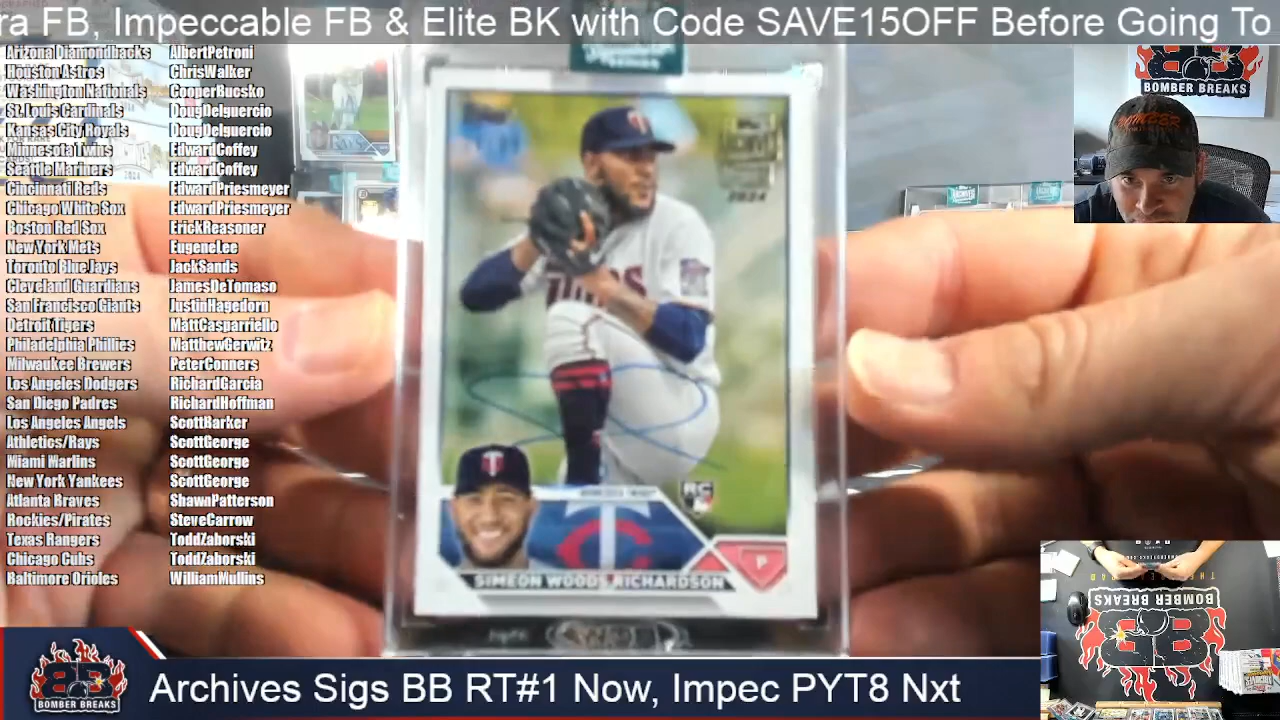 ra FB, Impeccable FB & Elite BK with Code SAVE15OFF Before Going To
Arizona Diamondbacks AlbertPetroni
Houston Astros ChrisWalker
Washington Nationals CooperBucsko
St. Louis Cardinals DougDelguercio
Kansas City Royals DougDelguercio
Minnesota Twins EdwardCoffey
Seattle Mariners EdwardCoffey
Cincinnati Reds EdwardPriesmeyer
Chicago White Sox EdwardPriesmeyer
Boston Red Sox ErickReasoner
New York Mets EugeneLee
Toronto Blue Jays JackSands
Cleveland Guardians JamesDeTomaso
San Francisco Giants JustinHagedorn
Detroit Tigers MattGasparriello
Philadelphia Phillies MatthewGerwitz
Milwaukee Brewers PeterConners
Los Angeles Dodgers RichardGarcia
San Diego Padres RichardHoffman
Los Angeles Angels ScottBarker
Athletics/Rays ScottGeorge
Miami Marlins ScottGeorge
New York Yankees ScottGeorge
Atlanta Braves ShawnPatterson
Rockies/Pirates SteveCarrow
Texas Rangers ToddZaborski
Chicago Cubs ToddZaborski
Baltimore Orioles WilliamMullins
2024
RC
P
SIMEON WOODS RICHARDSON
BOMBER BREAKS
BOMBER
BOMBER BREAKS
BOMBER BREAKS
Archives Sigs BB RT#1 Now, Impec PYT8 Nxt